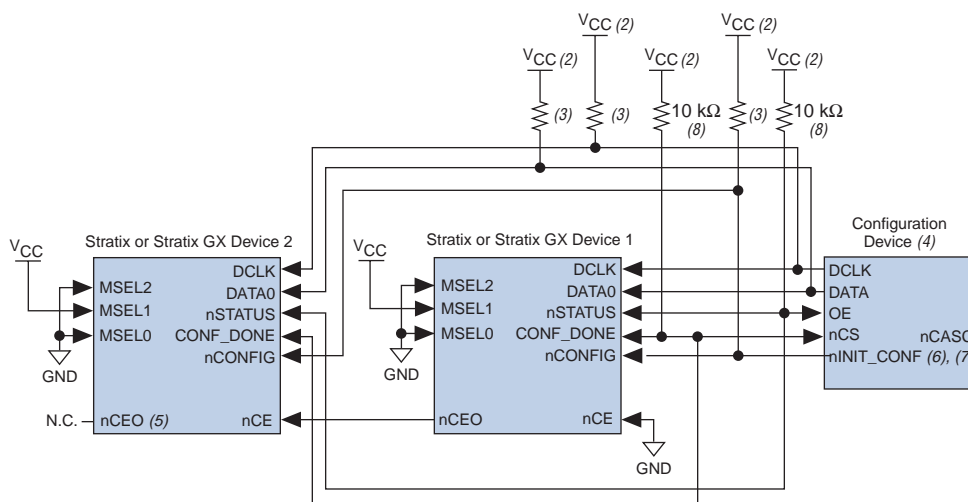 VCC (2)
VCC (2)
VCC (2)
VCC (2)
VCC (2)
(3)
(3)
10 kΩ
(8)
(3)
10 kΩ
(8)
Stratix or Stratix GX Device 2
VCC
MSEL2
MSEL1
MSEL0
GND
DCLK
DATA0
nSTATUS
CONF_DONE
nCONFIG
N.C.
nCEO (5)
nCE
Stratix or Stratix GX Device 1
VCC
MSEL2
MSEL1
MSEL0
GND
DCLK
DATA0
nSTATUS
CONF_DONE
nCONFIG
nCEO
nCE
GND
Configuration
Device (4)
DCLK
DATA
OE
nCS
nCASC
nINIT_CONF (6), (7